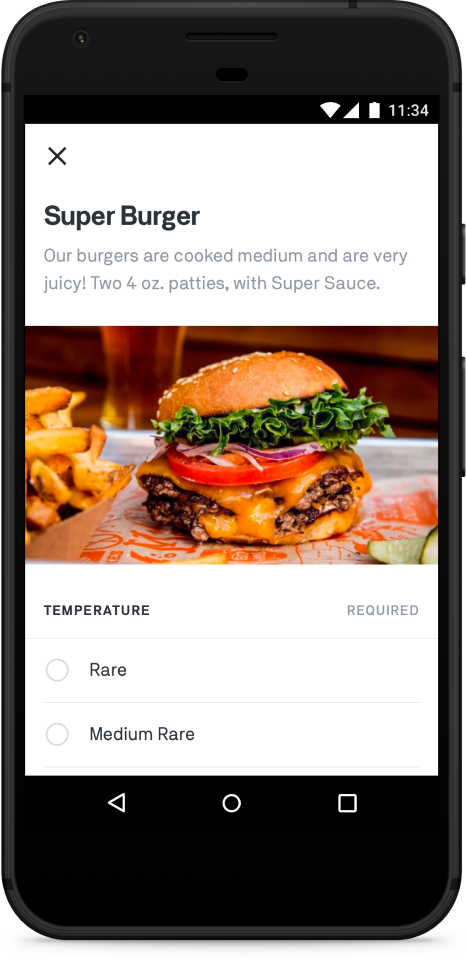 11:34
Super Burger
Our burgers are cooked medium and are very
juicy! Two 4 oz. patties, with Super Sauce.
TEMPERATURE REQUIRED
Rare
Medium Rare